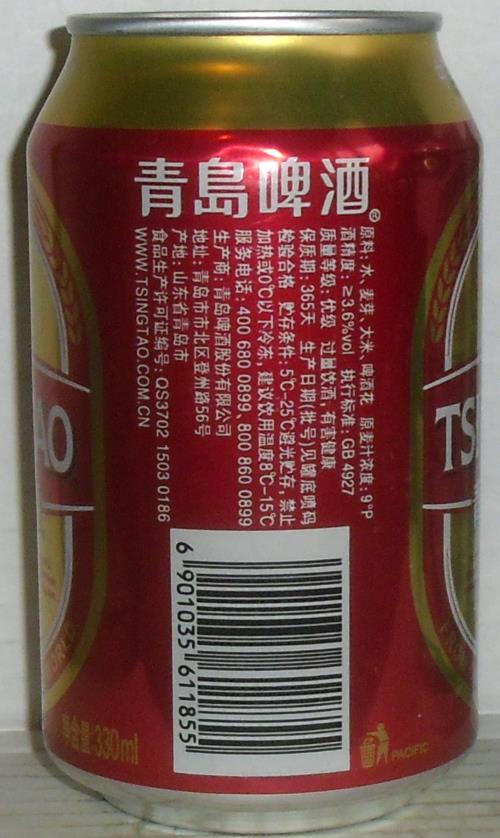 青岛啤酒®
原料：水、麦芽、大米、啤酒花 原麦汁浓度：9°P
酒精度：≥3.6%vol 执行标准：GB 4927
质量等级：优级 过量饮酒 有害健康
保质期：365天 生产日期(批号)见罐底喷码
检验合格 贮存条件：5℃-25℃避光贮存，禁止
加热或0℃以下冷冻，建议饮用温度8℃-15℃
服务电话：400 680 0899，800 860 0899
生产商：青岛啤酒股份有限公司
地址：青岛市市北区登州路56号
产地：山东省青岛市
食品生产许可证编号：QS3702 1503 0186
WWW.TSINGTAO.COM.CN
AO
TS
6 901035 611855
净含量:330ml
PACIFIC